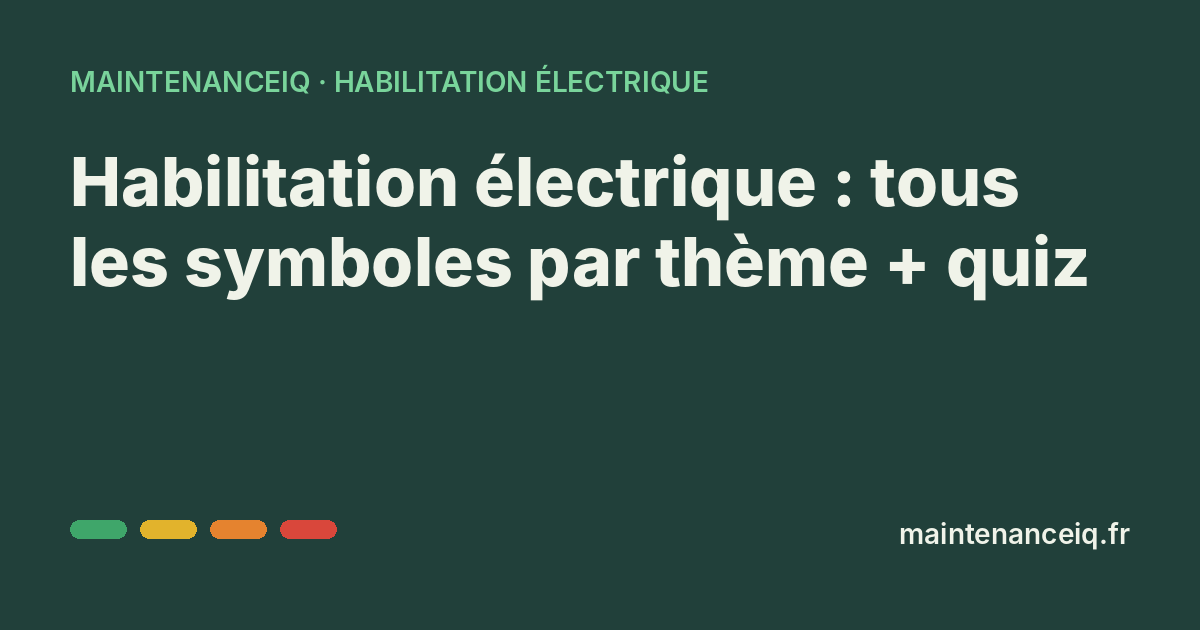 MAINTENANCEIQ · HABILITATION ÉLECTRIQUE
Habilitation électrique : tous
les symboles par thème + quiz
maintenanceiq.fr